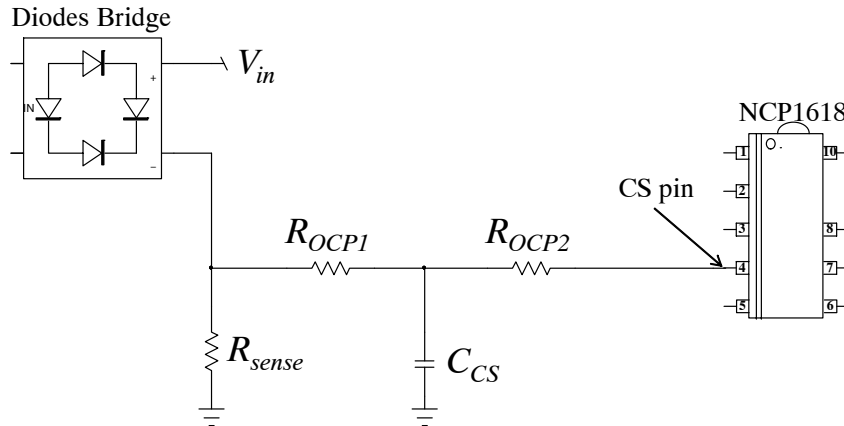 Diodes Bridge
V_in
+
IN
−
NCP1618
1
10
2
CS pin
3
8
R_OCP1
R_OCP2
4
7
5
6
R_sense
C_CS